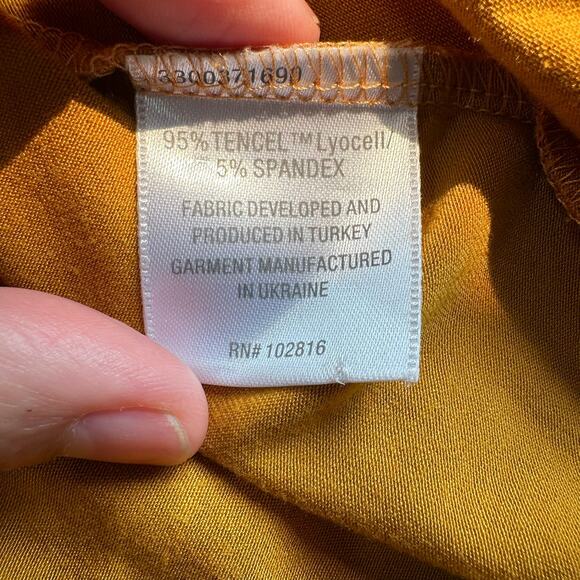 3300371690
95% TENCEL™ Lyocell/
5% SPANDEX
FABRIC DEVELOPED AND
PRODUCED IN TURKEY
GARMENT MANUFACTURED
IN UKRAINE
RN# 102816